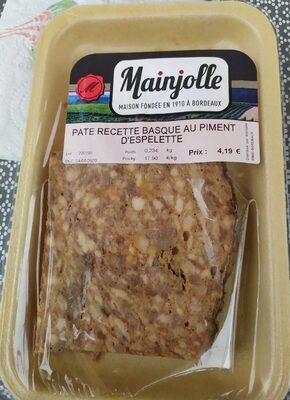 Mainjolle
MAISON FONDÉE EN 1910 À BORDEAUX
PATE RECETTE BASQUE AU PIMENT
D'ESPELETTE
Poids 0,234 kg
Prix/kg 17,90 €/kg
Prix : 4,19 €